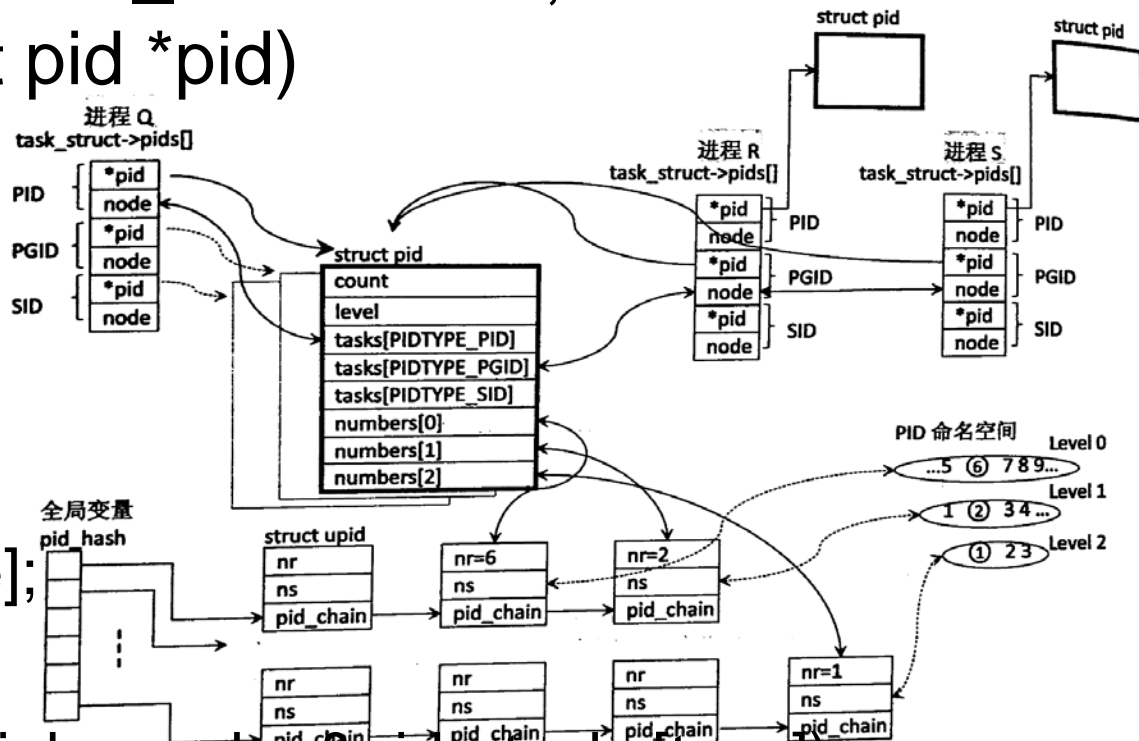 t pid *pid)
struct pid
struct pid
进程 Q
task_struct->pids[]
PID
*pid
node
PGID
*pid
node
SID
*pid
node
进程 R
task_struct->pids[]
*pid
node
PID
*pid
node
PGID
*pid
node
SID
进程 S
task_struct->pids[]
*pid
node
PID
*pid
node
PGID
*pid
node
SID
struct pid
count
level
tasks[PIDTYPE_PID]
tasks[PIDTYPE_PGID]
tasks[PIDTYPE_SID]
numbers[0]
numbers[1]
numbers[2]
PID 命名空间
Level 0
...5 ⑥ 7 8 9...
Level 1
1 ② 3 4 ...
Level 2
① 2 3
全局变量
pid_hash
];
struct upid
nr
ns
pid_chain
nr=6
ns
pid_chain
nr=2
ns
pid_chain
nr
ns
pid_chain
nr
ns
pid_chain
nr
ns
pid_chain
nr=1
ns
pid_chain